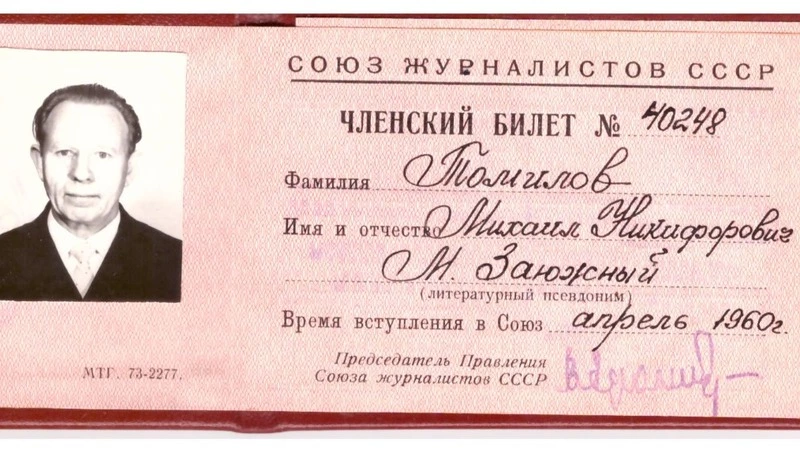 СОЮЗ ЖУРНАЛИСТОВ СССР
ЧЛЕНСКИЙ БИЛЕТ № 40248
Фамилия Томилов
Имя и отчество Михаил Никифорович
М. Заюжный
(литературный псевдоним)
Время вступления в Союз апрель 1960г.
Председатель Правления
Союза журналистов СССР
МТГ. 73-2277.